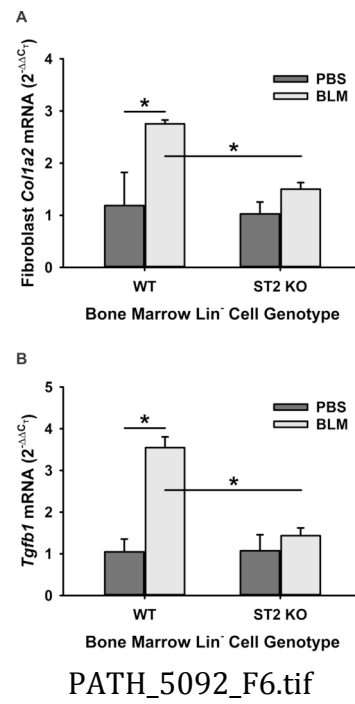 A
Fibroblast Col1a2 mRNA (2^-ΔΔC_T)
4
3
2
1
0
PBS
BLM
*
*
WT
ST2 KO
Bone Marrow Lin^- Cell Genotype
B
Tgfb1 mRNA (2^-ΔΔC_T)
5
4
3
2
1
0
PBS
BLM
*
*
WT
ST2 KO
Bone Marrow Lin^- Cell Genotype
PATH_5092_F6.tif